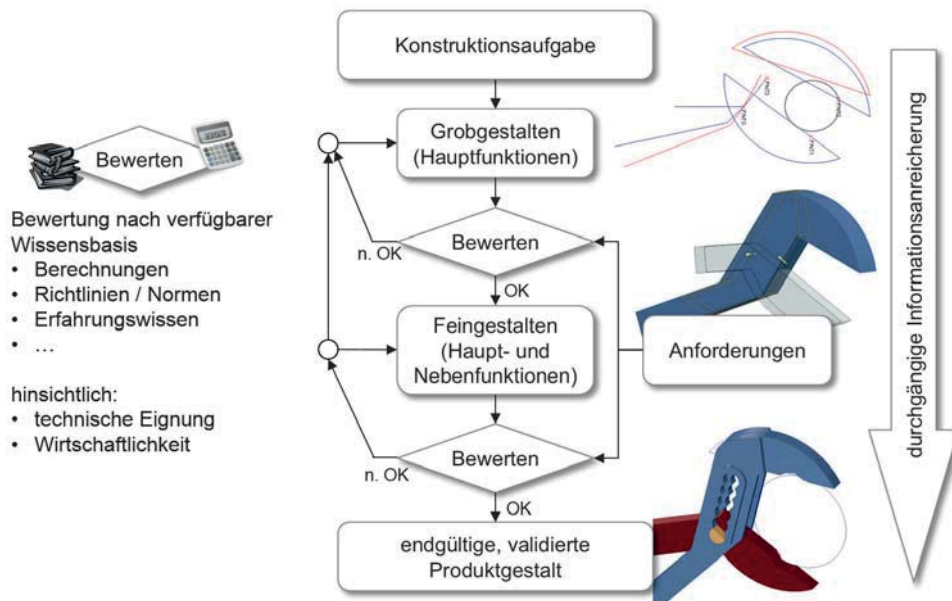 Konstruktionsaufgabe
Grobgestalten
(Hauptfunktionen)
Bewerten
n. OK
OK
Feingestalten
(Haupt- und
Nebenfunktionen)
Bewerten
n. OK
OK
endgültige, validierte
Produktgestalt
Anforderungen
Bewerten
Bewertung nach verfügbarer
Wissensbasis
• Berechnungen
• Richtlinien / Normen
• Erfahrungswissen
• …
hinsichtlich:
• technische Eignung
• Wirtschaftlichkeit
durchgängige Informationsanreicherung